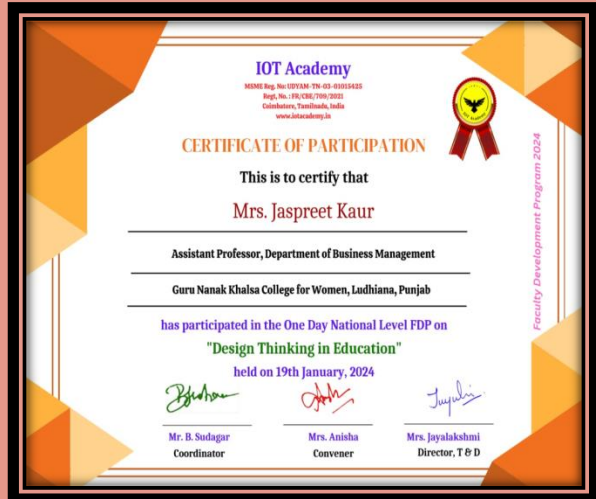 IOT Academy
MSME Reg. No: UDYAM-TN-03-01015425
Regt, No. : FR/CBE/709/2021
Coimbatore, Tamilnadu, India
www.iotacademy.in
CERTIFICATE OF PARTICIPATION
This is to certify that
Mrs. Jaspreet Kaur
Assistant Professor, Department of Business Management
Guru Nanak Khalsa College for Women, Ludhiana, Punjab
has participated in the One Day National Level FDP on
"Design Thinking in Education"
held on 19th January, 2024
Mr. B. Sudagar
Coordinator
Mrs. Anisha
Convener
Mrs. Jayalakshmi
Director, T & D
Faculty Development Program 2024
IOT ACADEMY